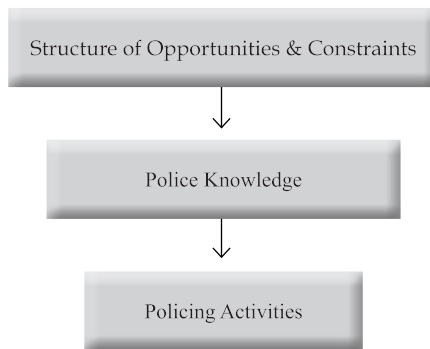 Structure of Opportunities & Constraints
Police Knowledge
Policing Activities